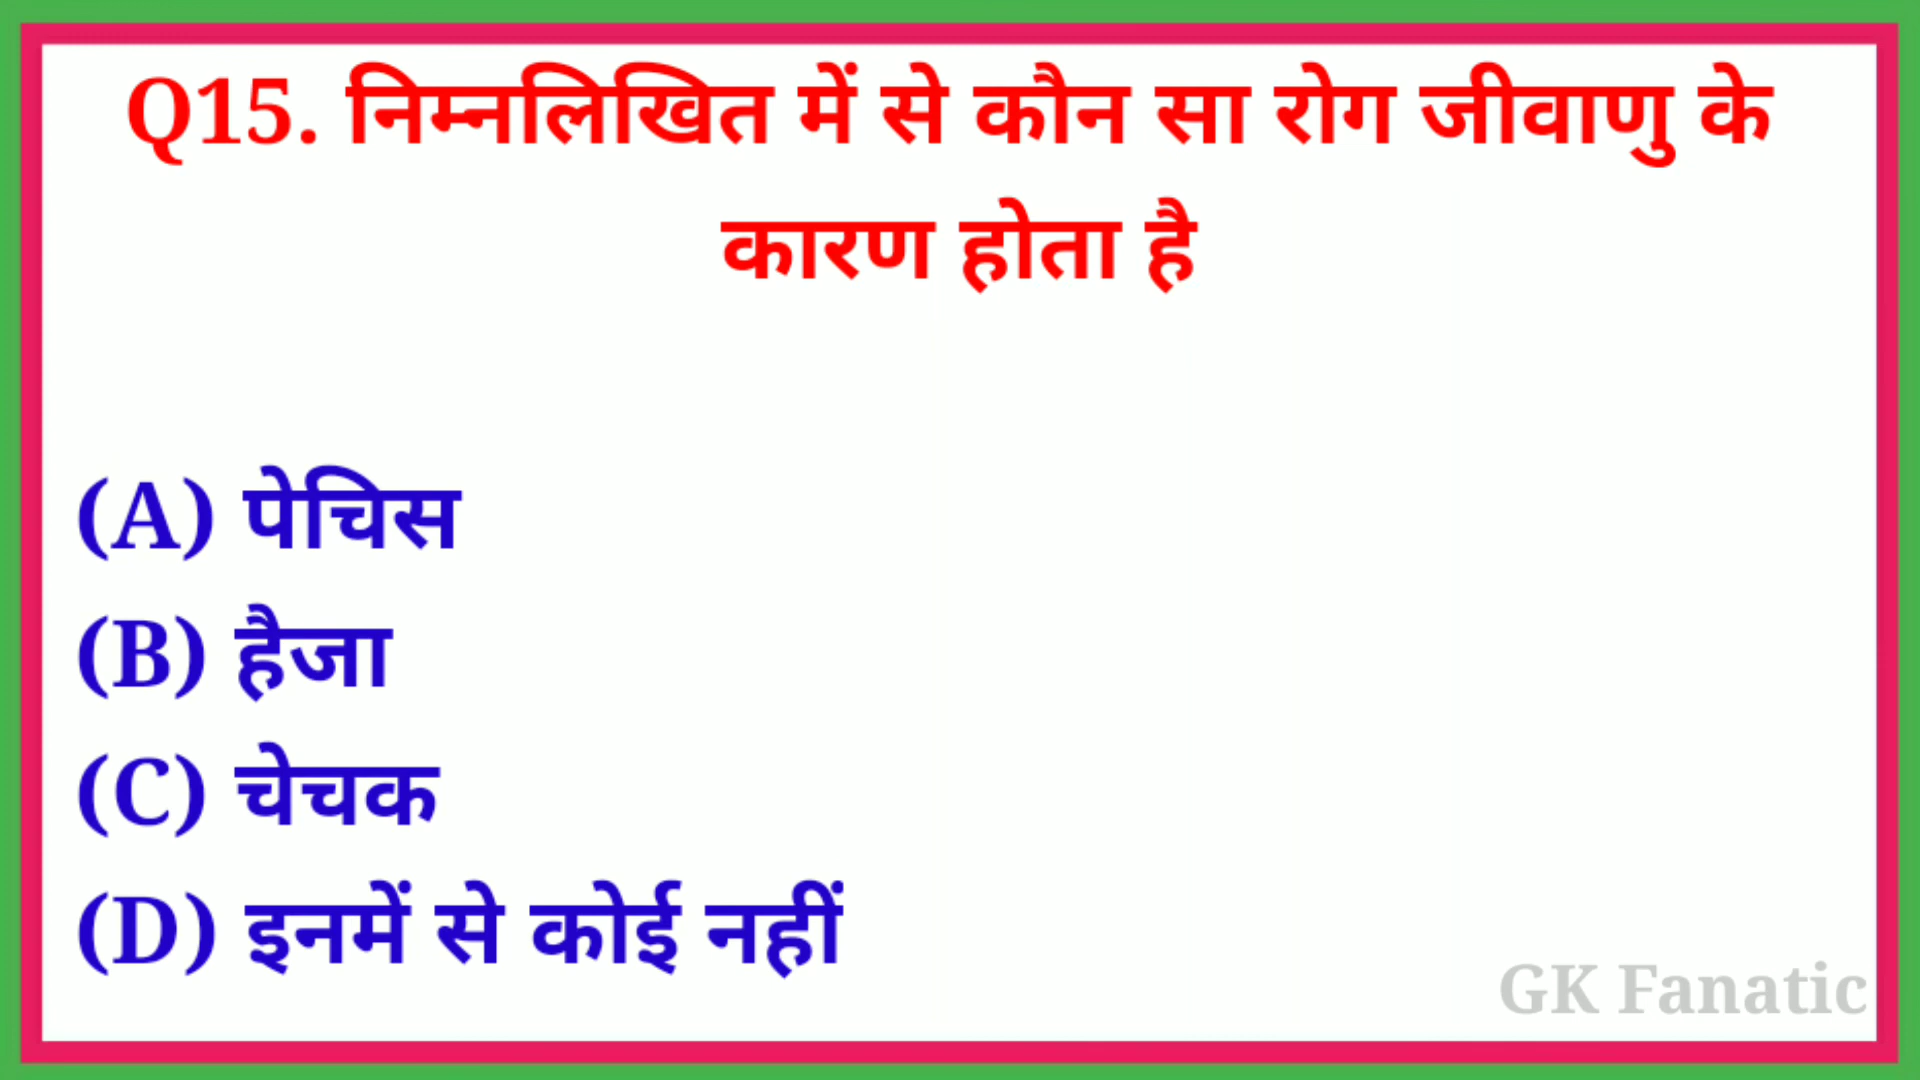 Q15. निम्नलिखित में से कौन सा रोग जीवाणु के
कारण होता है
(A) पेचिस
(B) हैजा
(C) चेचक
(D) इनमें से कोई नहीं
GK Fanatic